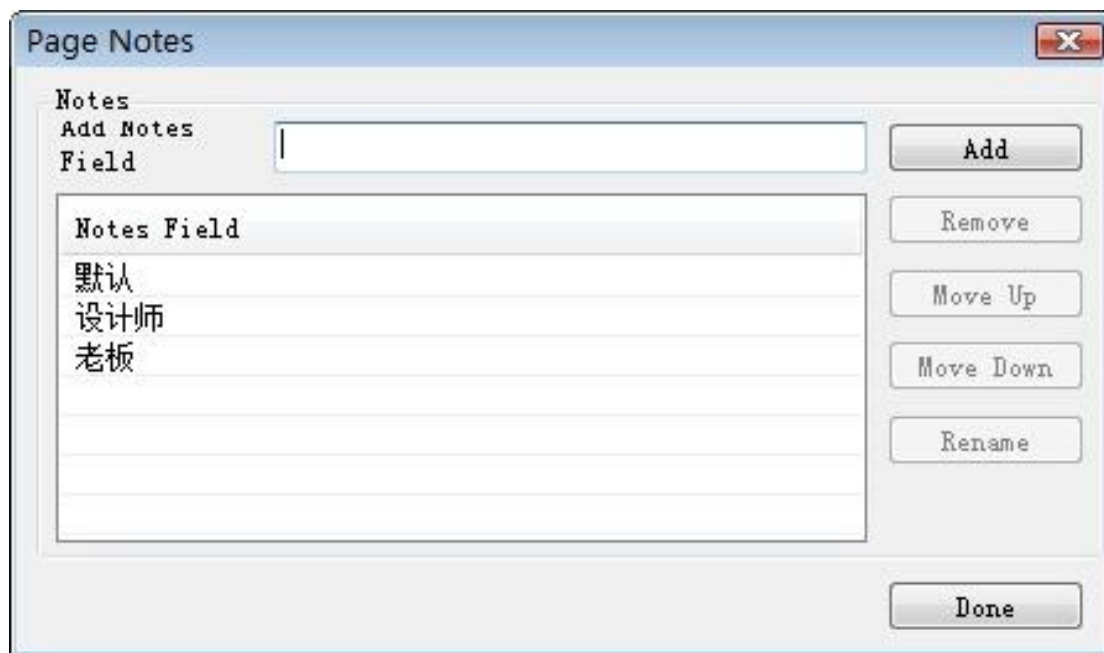 Page Notes
Notes
Add Notes
Field
Add
Notes Field
Remove
默认
设计师
Move Up
老板
Move Down
Rename
Done